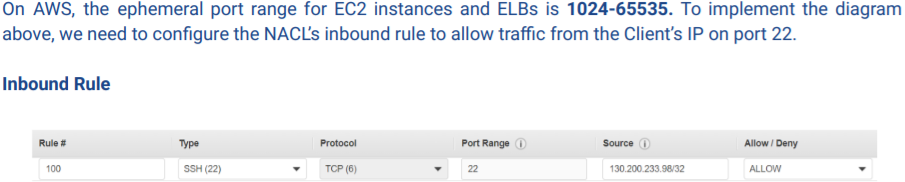 On AWS, the ephemeral port range for EC2 instances and ELBs is 1024-65535. To implement the diagram
above, we need to configure the NACL's inbound rule to allow traffic from the Client's IP on port 22.
Inbound Rule
Rule # Type Protocol Port Range i Source i Allow / Deny
100 SSH (22) TCP (6) 22 130.200.233.98/32 ALLOW